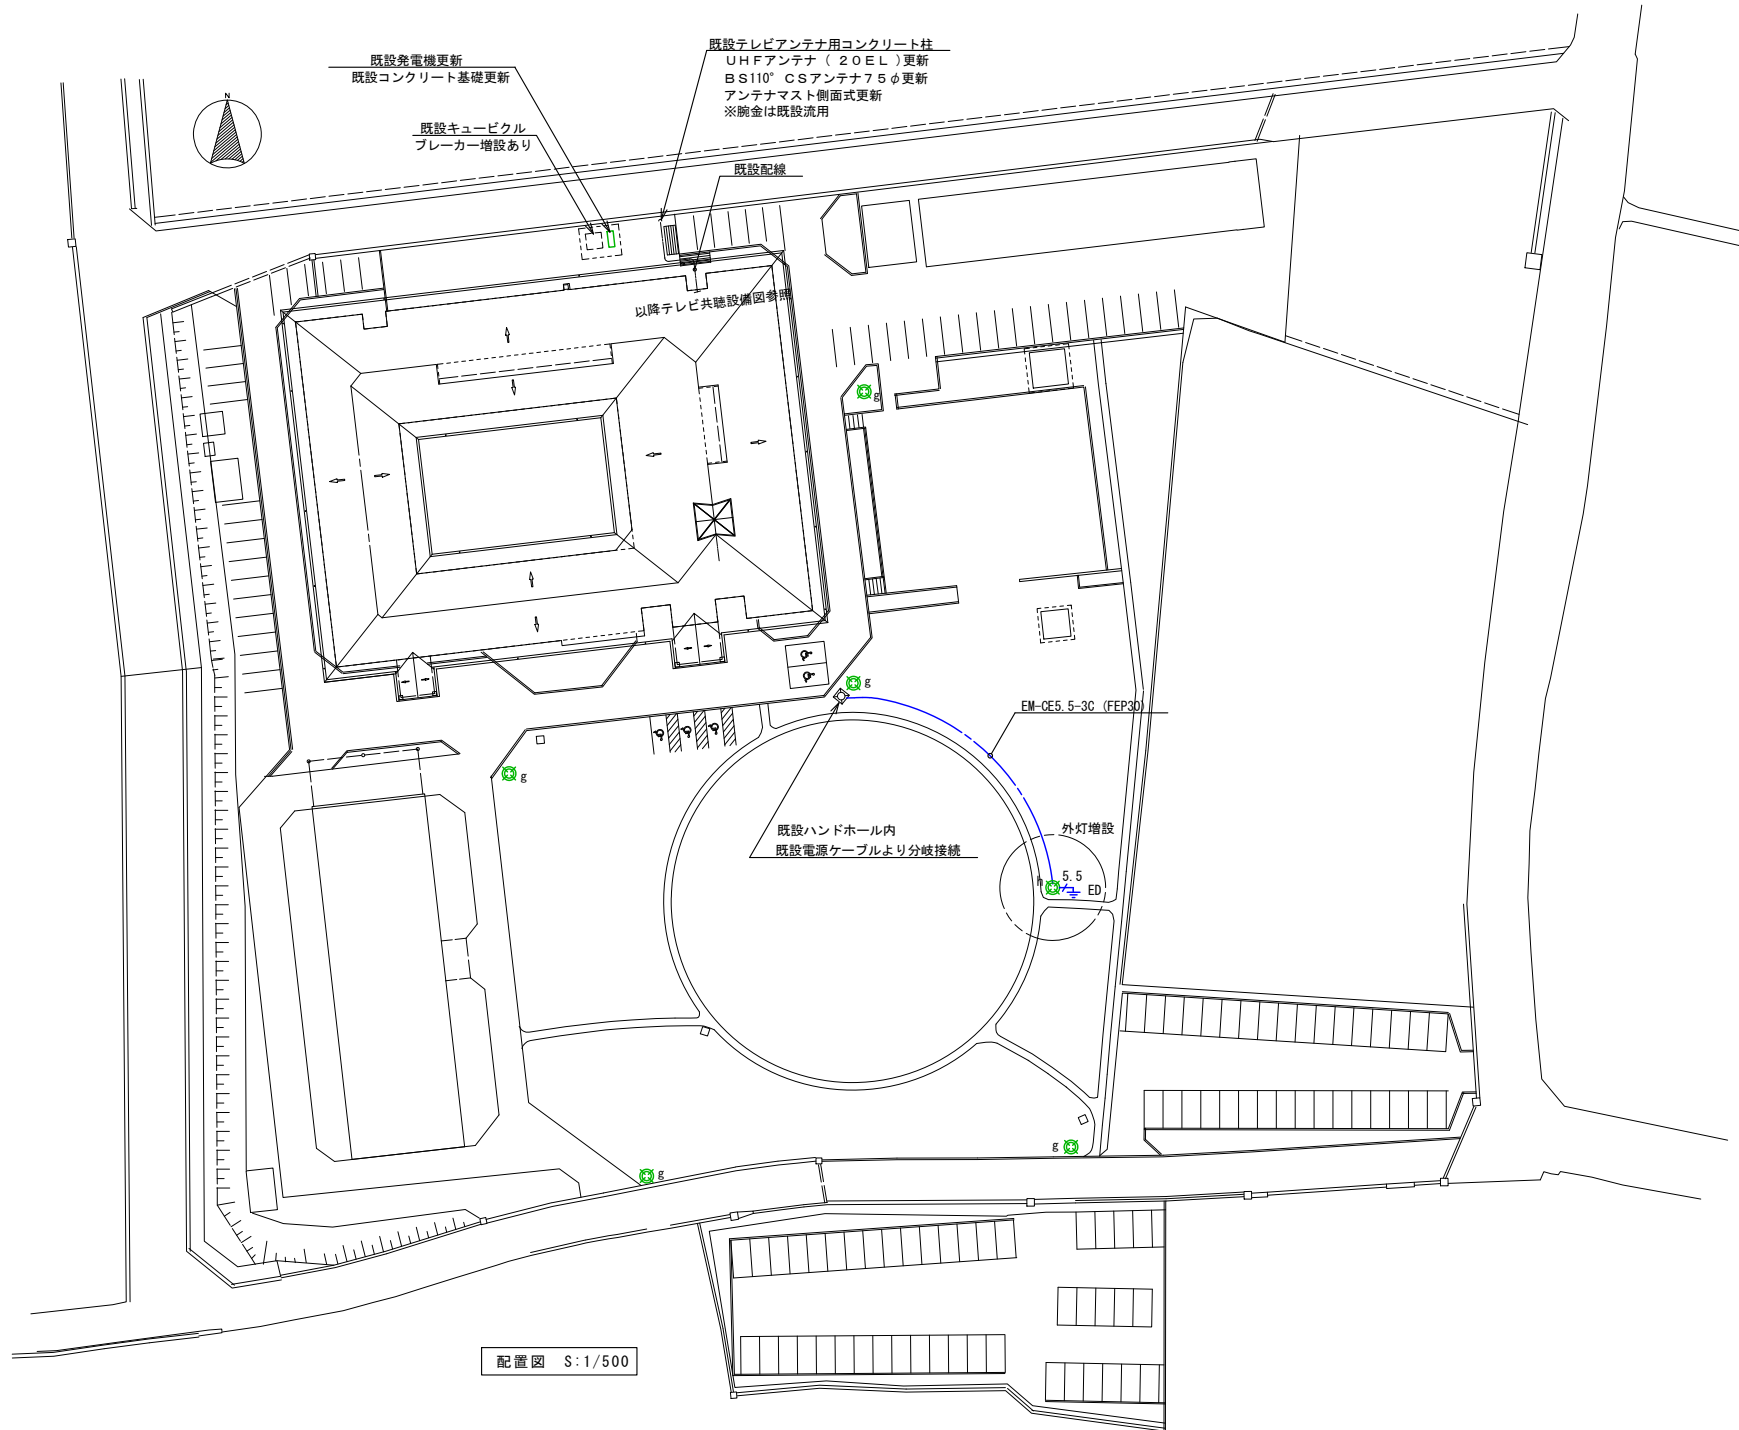 既設テレビアンテナ用コンクリート柱
UHFアンテナ(20EL)更新
BS110°CSアンテナ75φ更新
アンテナマスト側面式更新
※腕金は既設流用
既設発電機更新
既設コンクリート基礎更新
N
既設キュービクル
ブレーカー増設あり
既設配線
以降テレビ共聴設備図参照
g
g
EM-CE5.5-3C (FEP30)
g
既設ハンドホール内
既設電源ケーブルより分岐接続
外灯増設
h
5.5
ED
g
g
配置図 S:1/500